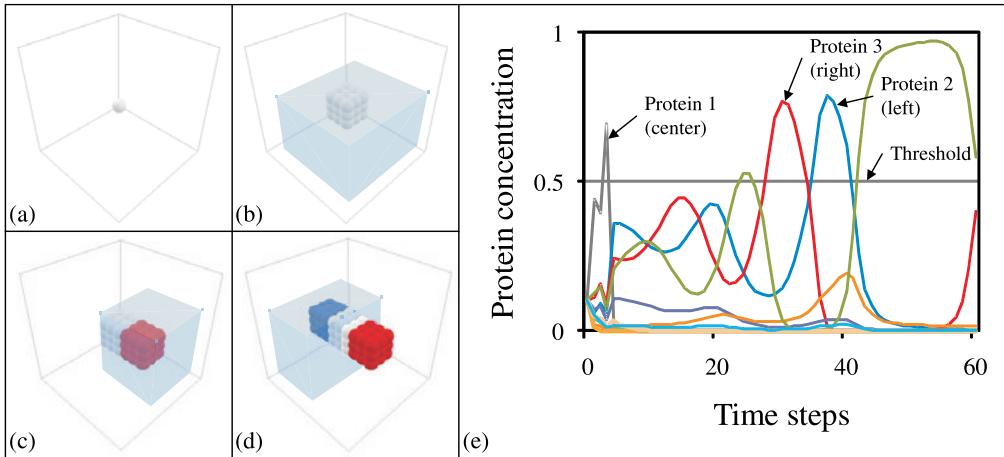 (a)
(b)
(c)
(d)
(e)
Protein concentration
1
0.5
0
Protein 1
(center)
Protein 3
(right)
Protein 2
(left)
Threshold
0
20
40
60
Time steps